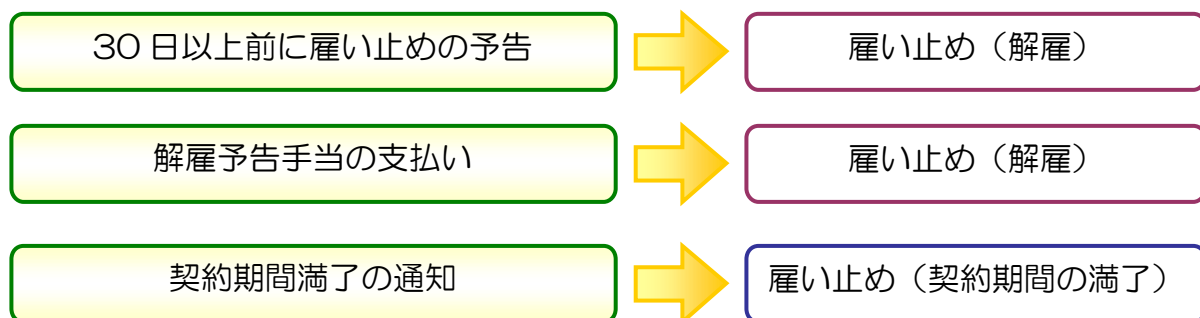 30 日以上前に雇い止めの予告
雇い止め（解雇）
解雇予告手当の支払い
雇い止め（解雇）
契約期間満了の通知
雇い止め（契約期間の満了）